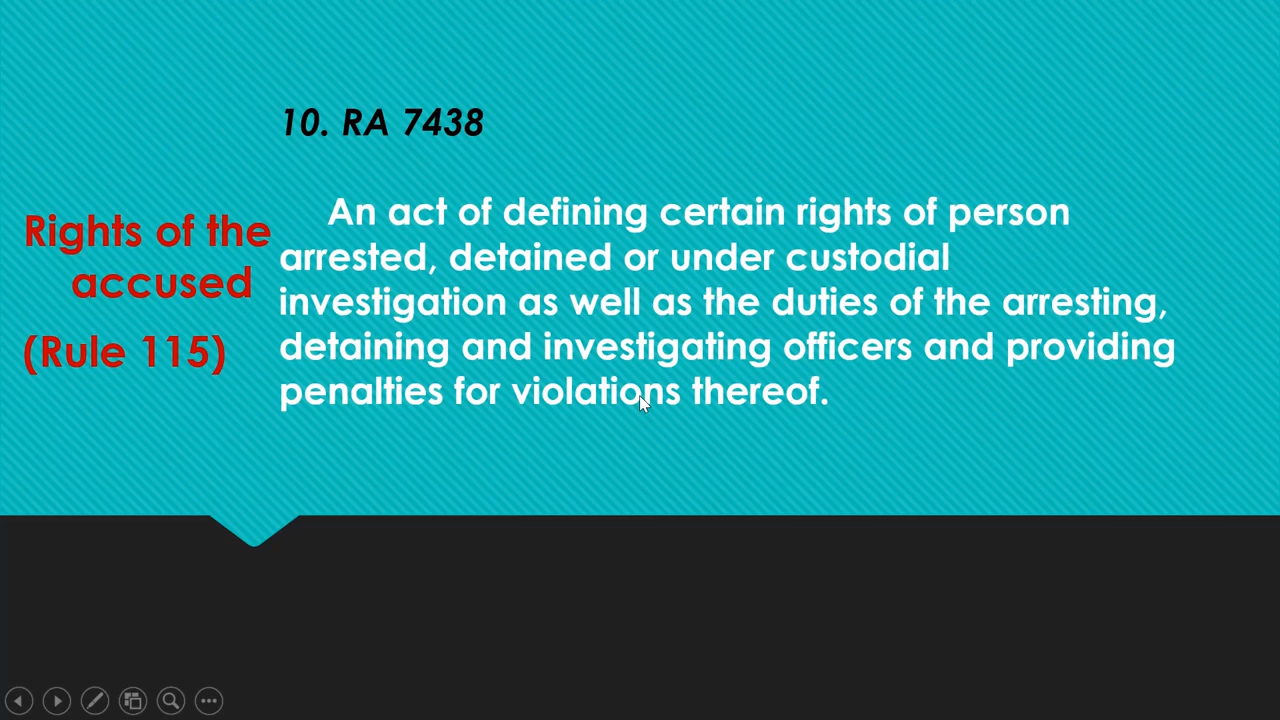 10. RA 7438
Rights of the
accused
(Rule 115)
An act of defining certain rights of person
arrested, detained or under custodial
investigation as well as the duties of the arresting,
detaining and investigating officers and providing
penalties for violations thereof.